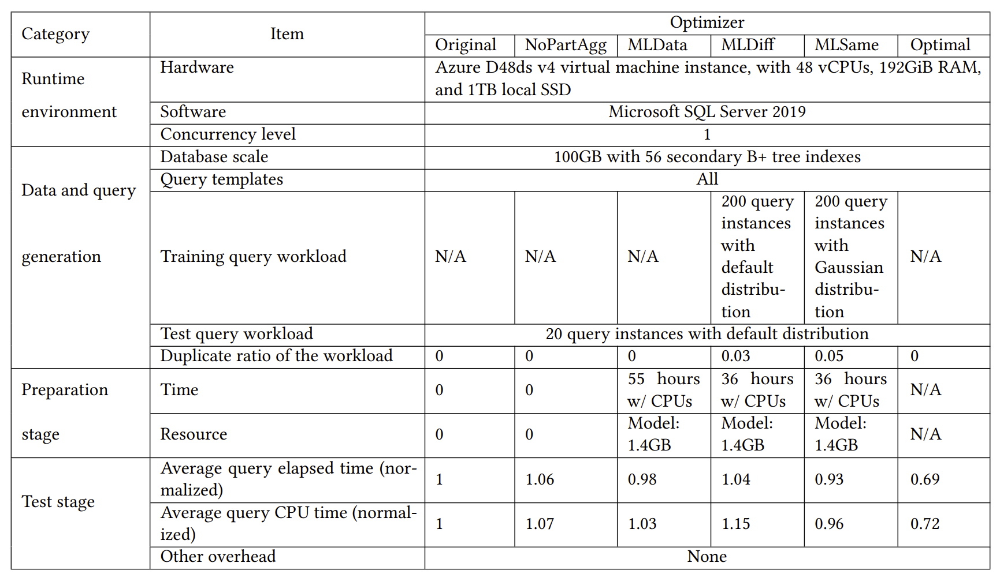 Category
Item
Optimizer
Original
NoPartAgg
MLData
MLDiff
MLSame
Optimal
Runtime
environment
Hardware
Azure D48ds v4 virtual machine instance, with 48 vCPUs, 192GiB RAM,
and 1TB local SSD
Software
Microsoft SQL Server 2019
Concurrency level
1
Data and query
generation
Database scale
100GB with 56 secondary B+ tree indexes
Query templates
All
Training query workload
N/A
N/A
N/A
200 query
instances
with
default
distribu-
tion
200 query
instances
with
Gaussian
distribu-
tion
N/A
Test query workload
20 query instances with default distribution
Duplicate ratio of the workload
0
0
0
0.03
0.05
0
Preparation
stage
Time
0
0
55 hours
w/ CPUs
36 hours
w/ CPUs
36 hours
w/ CPUs
N/A
Resource
0
0
Model:
1.4GB
Model:
1.4GB
Model:
1.4GB
N/A
Test stage
Average query elapsed time (nor-
malized)
1
1.06
0.98
1.04
0.93
0.69
Average query CPU time (normal-
ized)
1
1.07
1.03
1.15
0.96
0.72
Other overhead
None